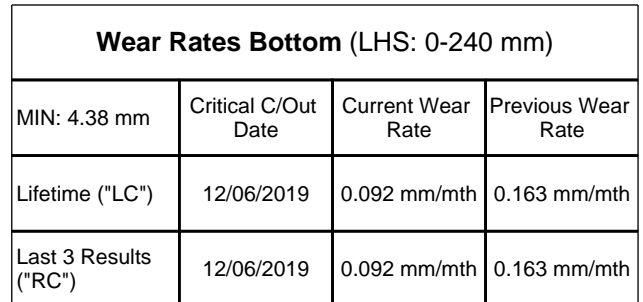 Wear Rates Bottom (LHS: 0-240 mm)
MIN: 4.38 mm
Critical C/Out
Date
Current Wear
Rate
Previous Wear
Rate
Lifetime ("LC")
12/06/2019
0.092 mm/mth
0.163 mm/mth
Last 3 Results
("RC")
12/06/2019
0.092 mm/mth
0.163 mm/mth